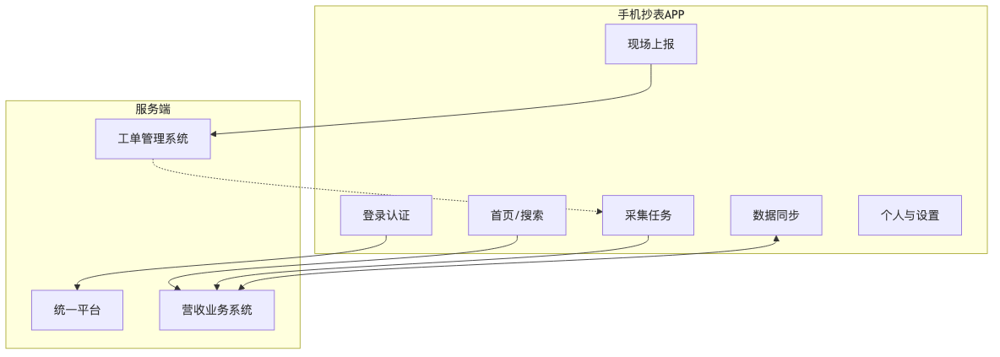 手机抄表APP
现场上报
服务端
工单管理系统
登录认证
首页/搜索
采集任务
数据同步
个人与设置
统一平台
营收业务系统